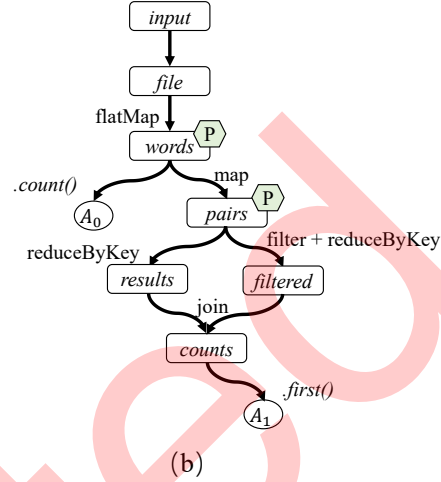 input
file
flatMap
words P
.count() map
A₀ pairs P
reduceByKey filter + reduceByKey
results filtered
join
counts
.first()
A₁
(b)